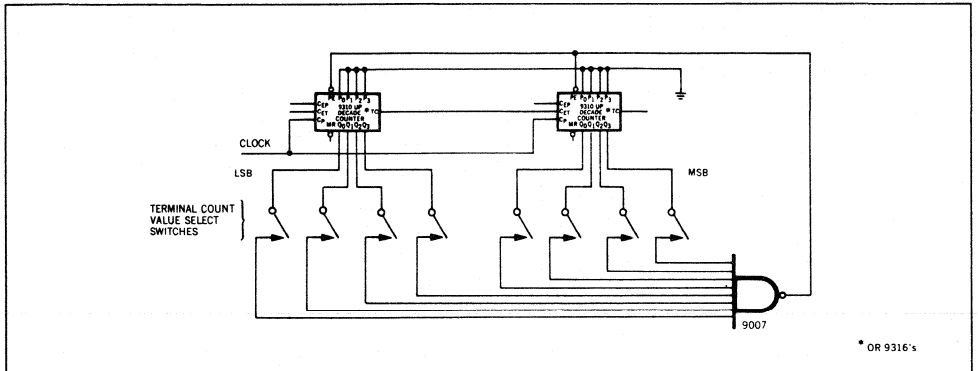 PE P0 P1 P2 P3
CEP 9310 UP
CET DECADE * TC
CP COUNTER
MR Q0 Q1 Q2 Q3
PE P0 P1 P2 P3
CEP 9310 UP
CET DECADE * TC
CP COUNTER
MR Q0 Q1 Q2 Q3
CLOCK
LSB
MSB
TERMINAL COUNT
VALUE SELECT
SWITCHES
9007
* OR 9316's